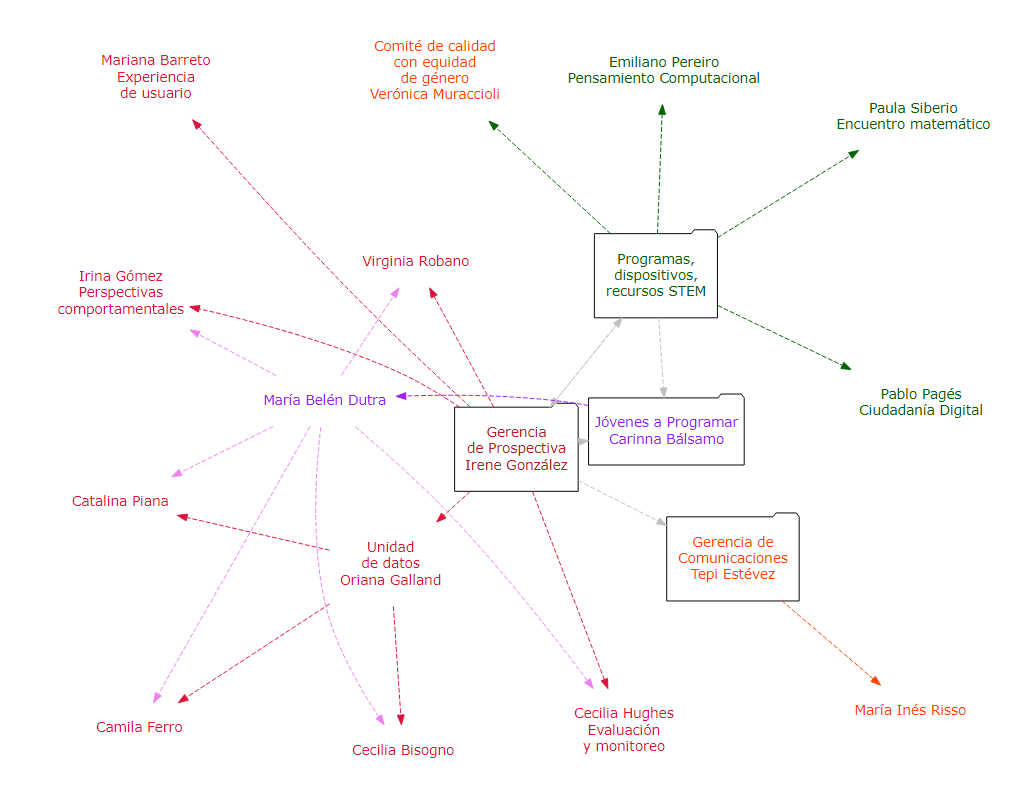 Mariana Barreto
Experiencia
de usuario
Comité de calidad
con equidad
de género
Verónica Muraccioli
Emiliano Pereiro
Pensamiento Computacional
Paula Siberio
Encuentro matemático
Virginia Robano
Programas,
dispositivos,
recursos STEM
Irina Gómez
Perspectivas
comportamentales
María Belén Dutra
Gerencia
de Prospectiva
Irene González
Jóvenes a Programar
Carinna Bálsamo
Pablo Pagés
Ciudadanía Digital
Catalina Piana
Unidad
de datos
Oriana Galland
Gerencia de
Comunicaciones
Tepi Estévez
Camila Ferro
Cecilia Bisogno
Cecilia Hughes
Evaluación
y monitoreo
María Inés Risso